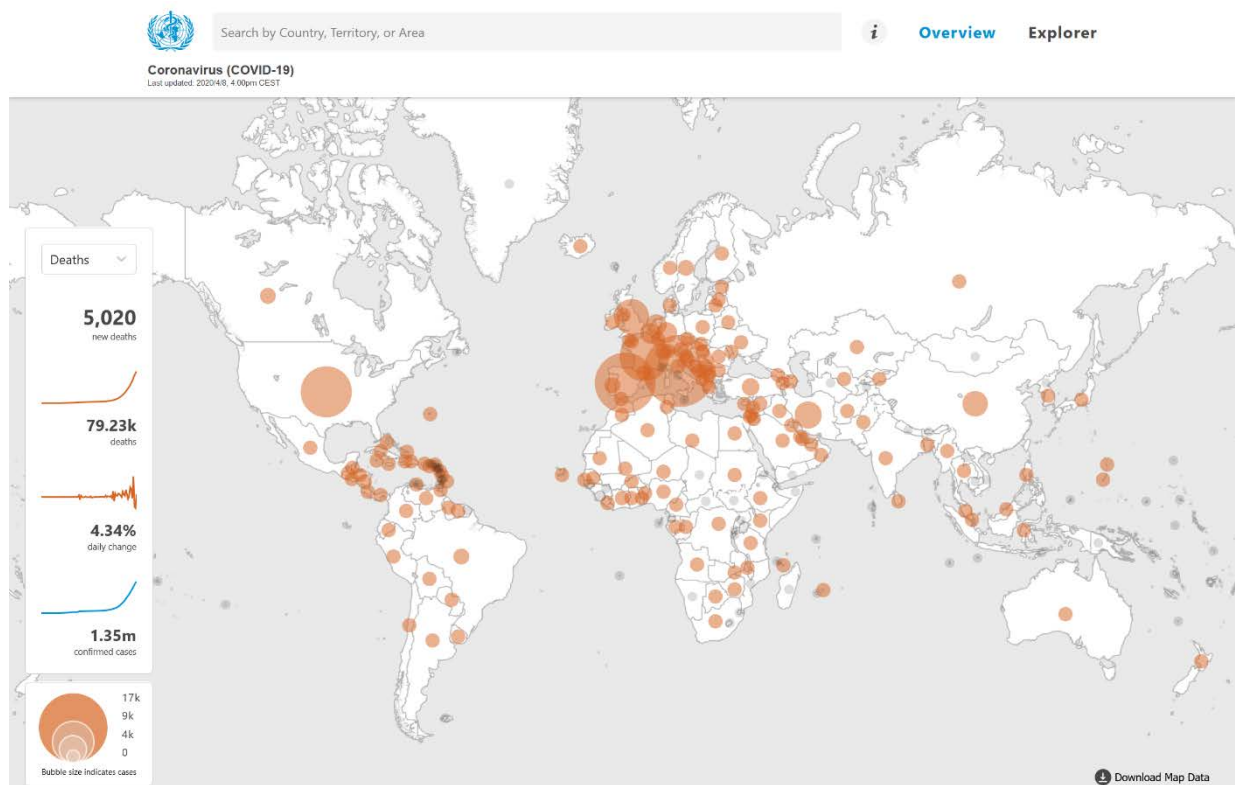 Search by Country, Territory, or Area
i
Overview
Explorer
Coronavirus (COVID-19)
Last updated: 2020/4/8, 4:00pm CEST
Deaths
5,020
new deaths
79.23k
deaths
4.34%
daily change
1.35m
confirmed cases
17k
9k
4k
0
Bubble size indicates cases
Download Map Data